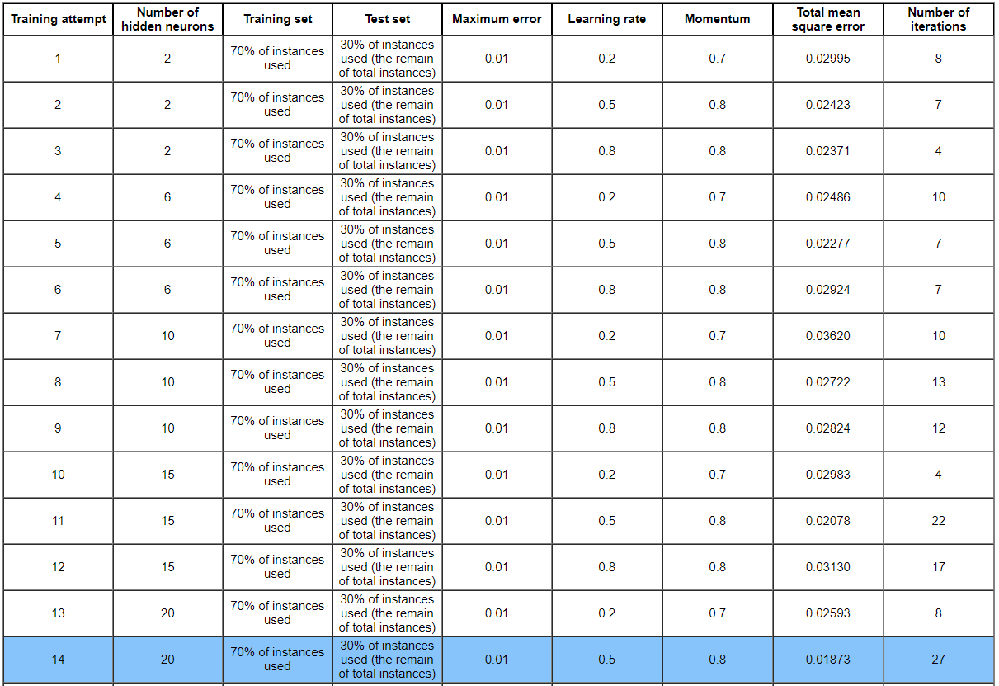 Training attempt Number of hidden neurons Training set Test set Maximum error Learning rate Momentum Total mean square error Number of iterations
1 2 70% of instances used 30% of instances used (the remain of total instances) 0.01 0.2 0.7 0.02995 8
2 2 70% of instances used 30% of instances used (the remain of total instances) 0.01 0.5 0.8 0.02423 7
3 2 70% of instances used 30% of instances used (the remain of total instances) 0.01 0.8 0.8 0.02371 4
4 6 70% of instances used 30% of instances used (the remain of total instances) 0.01 0.2 0.7 0.02486 10
5 6 70% of instances used 30% of instances used (the remain of total instances) 0.01 0.5 0.8 0.02277 7
6 6 70% of instances used 30% of instances used (the remain of total instances) 0.01 0.8 0.8 0.02924 7
7 10 70% of instances used 30% of instances used (the remain of total instances) 0.01 0.2 0.7 0.03620 10
8 10 70% of instances used 30% of instances used (the remain of total instances) 0.01 0.5 0.8 0.02722 13
9 10 70% of instances used 30% of instances used (the remain of total instances) 0.01 0.8 0.8 0.02824 12
10 15 70% of instances used 30% of instances used (the remain of total instances) 0.01 0.2 0.7 0.02983 4
11 15 70% of instances used 30% of instances used (the remain of total instances) 0.01 0.5 0.8 0.02078 22
12 15 70% of instances used 30% of instances used (the remain of total instances) 0.01 0.8 0.8 0.03130 17
13 20 70% of instances used 30% of instances used (the remain of total instances) 0.01 0.2 0.7 0.02593 8
14 20 70% of instances used 30% of instances used (the remain of total instances) 0.01 0.5 0.8 0.01873 27